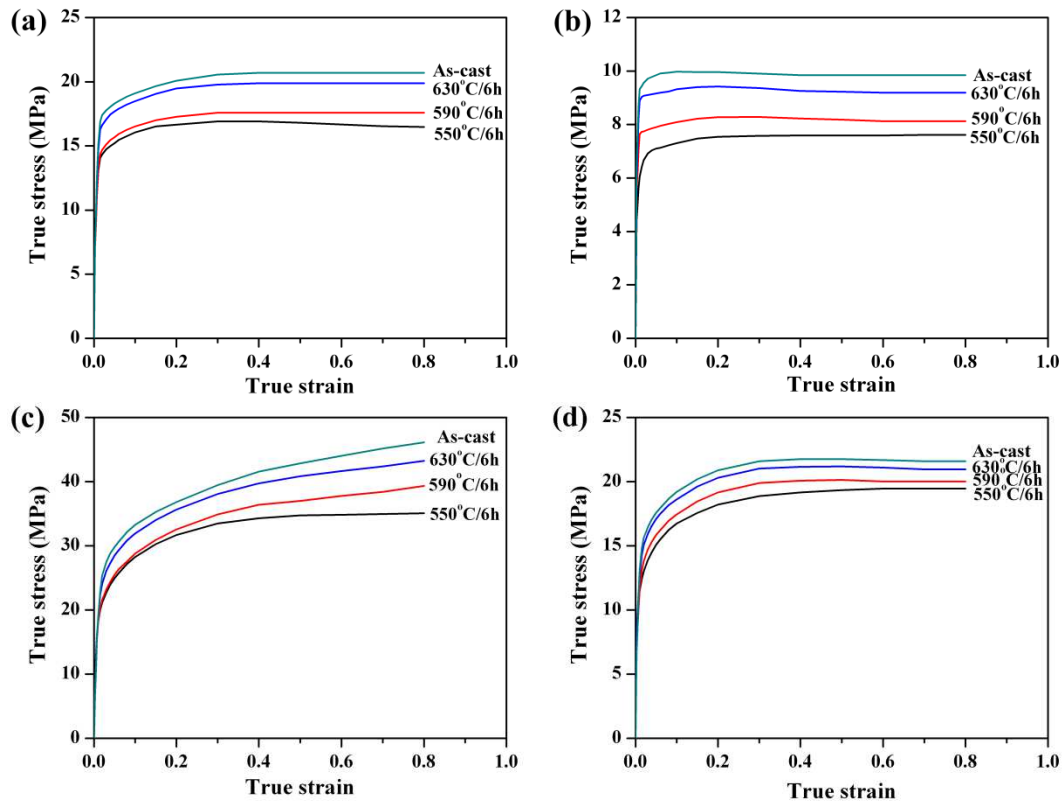 (a)
25
20
15
10
5
0
True stress (MPa)
As-cast
630°C/6h
590°C/6h
550°C/6h
0.0 0.2 0.4 0.6 0.8 1.0
True strain
(b)
12
10
8
6
4
2
0
True stress (MPa)
As-cast
630°C/6h
590°C/6h
550°C/6h
0.0 0.2 0.4 0.6 0.8 1.0
True strain
(c)
50
40
30
20
10
0
True stress (MPa)
As-cast
630°C/6h
590°C/6h
550°C/6h
0.0 0.2 0.4 0.6 0.8 1.0
True strain
(d)
25
20
15
10
5
0
True stress (MPa)
As-cast
630°C/6h
590°C/6h
550°C/6h
0.0 0.2 0.4 0.6 0.8 1.0
True strain